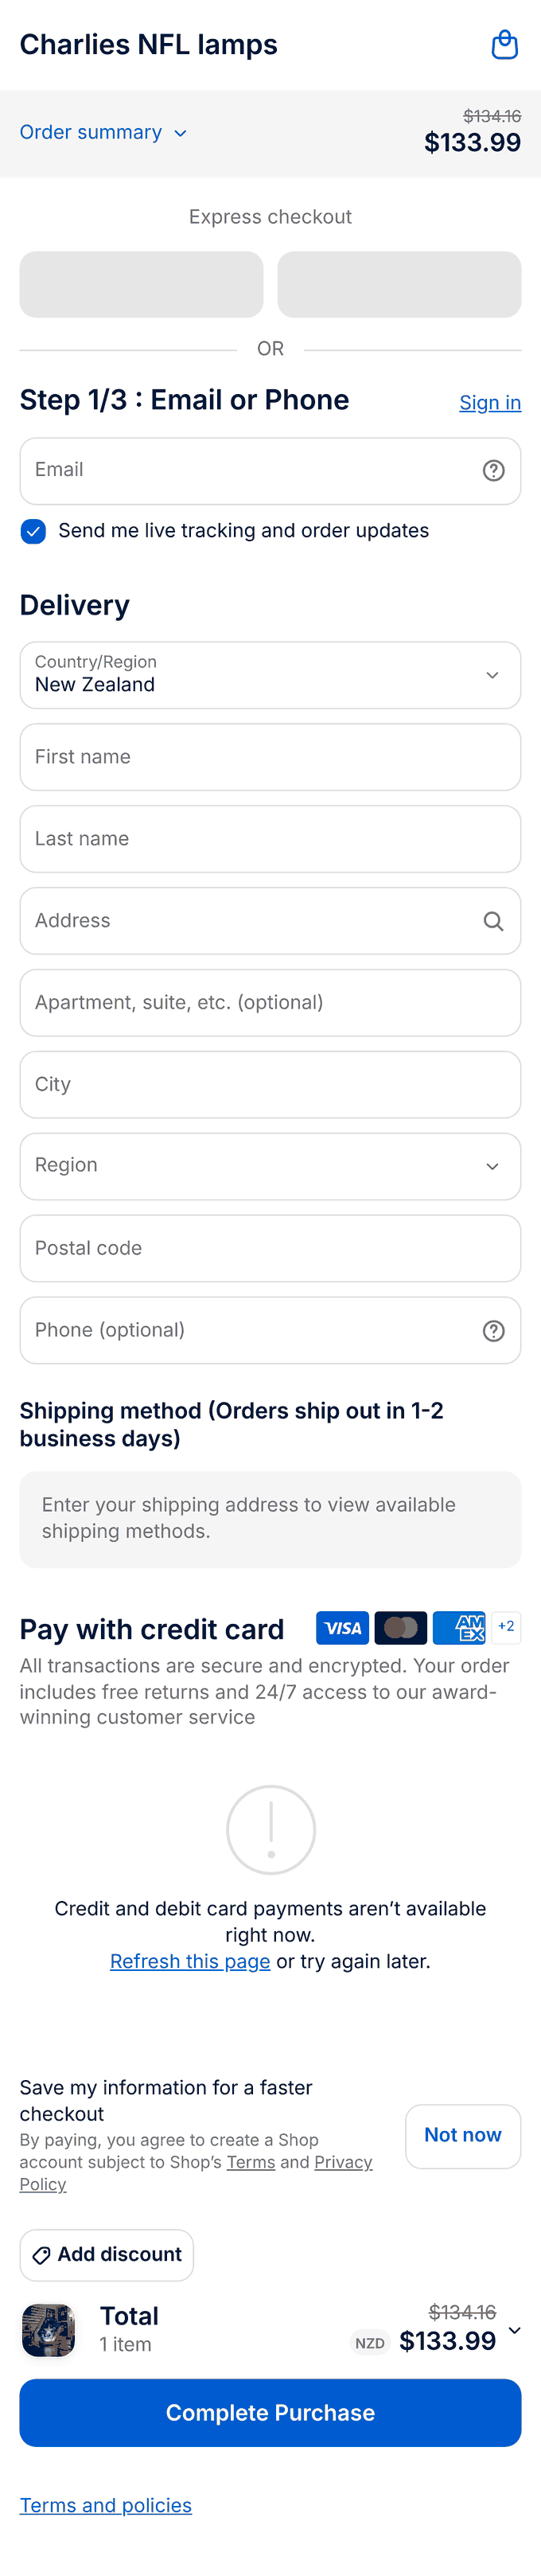 Charlies NFL lamps
Order summary
$134.16
$133.99
Express checkout
OR
Step 1/3 : Email or Phone
Sign in
Email
Send me live tracking and order updates
Delivery
Country/Region
New Zealand
First name
Last name
Address
Apartment, suite, etc. (optional)
City
Region
Postal code
Phone (optional)
Shipping method (Orders ship out in 1-2
business days)
Enter your shipping address to view available
shipping methods.
Pay with credit card
VISA
AM
EX
+2
All transactions are secure and encrypted. Your order
includes free returns and 24/7 access to our award-
winning customer service
Credit and debit card payments aren’t available
right now.
Refresh this page or try again later.
Save my information for a faster
checkout
By paying, you agree to create a Shop
account subject to Shop’s Terms and Privacy
Policy
Not now
Add discount
Total
1 item
$134.16
NZD $133.99
Complete Purchase
Terms and policies